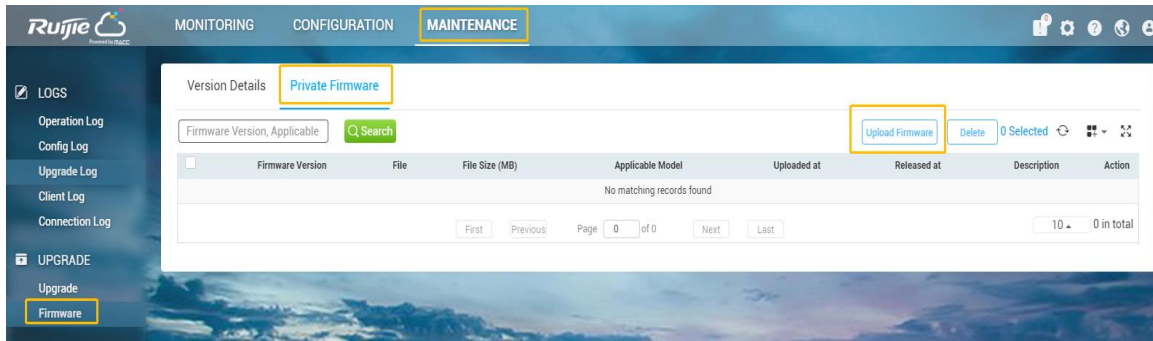 Ruijie MONITORING CONFIGURATION MAINTENANCE
Powered by MACC
LOGS
Operation Log
Config Log
Upgrade Log
Client Log
Connection Log
UPGRADE
Upgrade
Firmware
Version Details Private Firmware
Firmware Version, Applicable Search Upload Firmware Delete 0 Selected
Firmware Version File File Size (MB) Applicable Model Uploaded at Released at Description Action
No matching records found
First Previous Page 0 of 0 Next Last 10 0 in total